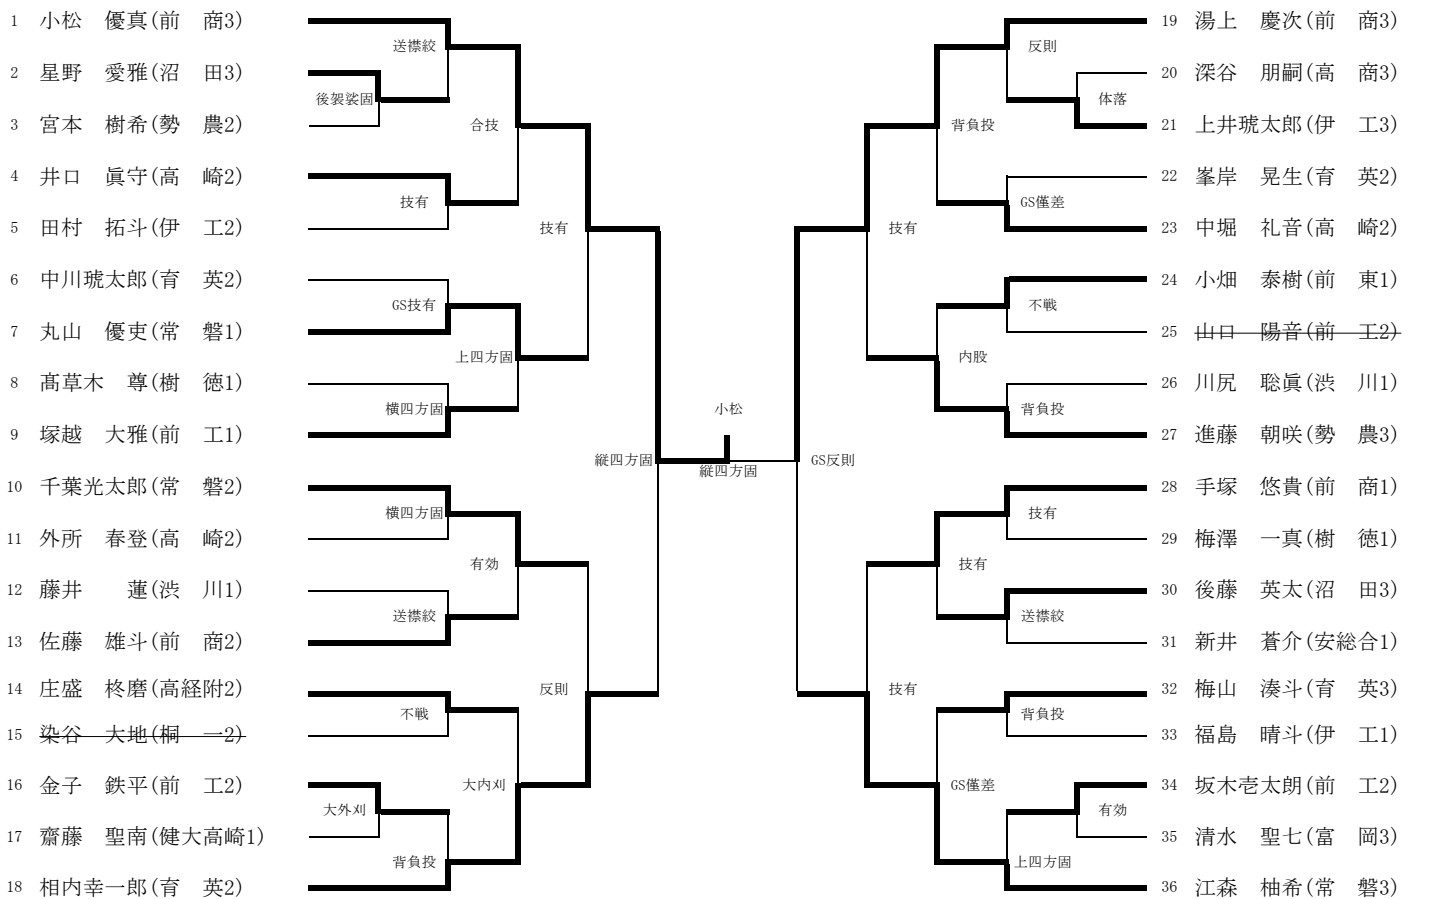 1 小松　優真(前　商3)
2 星野　愛雅(沼　田3)
3 宮本　樹希(勢　農2)
4 井口　眞守(高　崎2)
5 田村　拓斗(伊　工2)
6 中川琥太郎(育　英2)
7 丸山　優吏(常　磐1)
8 髙草木　尊(樹　徳1)
9 塚越　大雅(前　工1)
10 千葉光太郎(常　磐2)
11 外所　春登(高　崎2)
12 藤井　　蓮(渋　川1)
13 佐藤　雄斗(前　商2)
14 庄盛　柊磨(高経附2)
15 染谷　大地(桐　一2)
16 金子　鉄平(前　工2)
17 齋藤　聖南(健大高崎1)
18 相内幸一郎(育　英2)
送襟絞
後袈裟固
合技
技有
技有
GS技有
上四方固
横四方固
縦四方固
横四方固
有効
送襟絞
反則
不戦
大内刈
大外刈
背負投
小松
縦四方固
反則
体落
背負投
GS僅差
技有
不戦
内股
背負投
GS反則
技有
技有
送襟絞
技有
背負投
GS僅差
有効
上四方固
19 湯上　慶次(前　商3)
20 深谷　朋嗣(高　商3)
21 上井琥太郎(伊　工3)
22 峯岸　晃生(育　英2)
23 中堀　礼音(高　崎2)
24 小畑　泰樹(前　東1)
25 山口　陽音(前　工2)
26 川尻　聡眞(渋　川1)
27 進藤　朝咲(勢　農3)
28 手塚　悠貴(前　商1)
29 梅澤　一真(樹　徳1)
30 後藤　英太(沼　田3)
31 新井　蒼介(安総合1)
32 梅山　湊斗(育　英3)
33 福島　晴斗(伊　工1)
34 坂木壱太朗(前　工2)
35 清水　聖七(富　岡3)
36 江森　柚希(常　磐3)